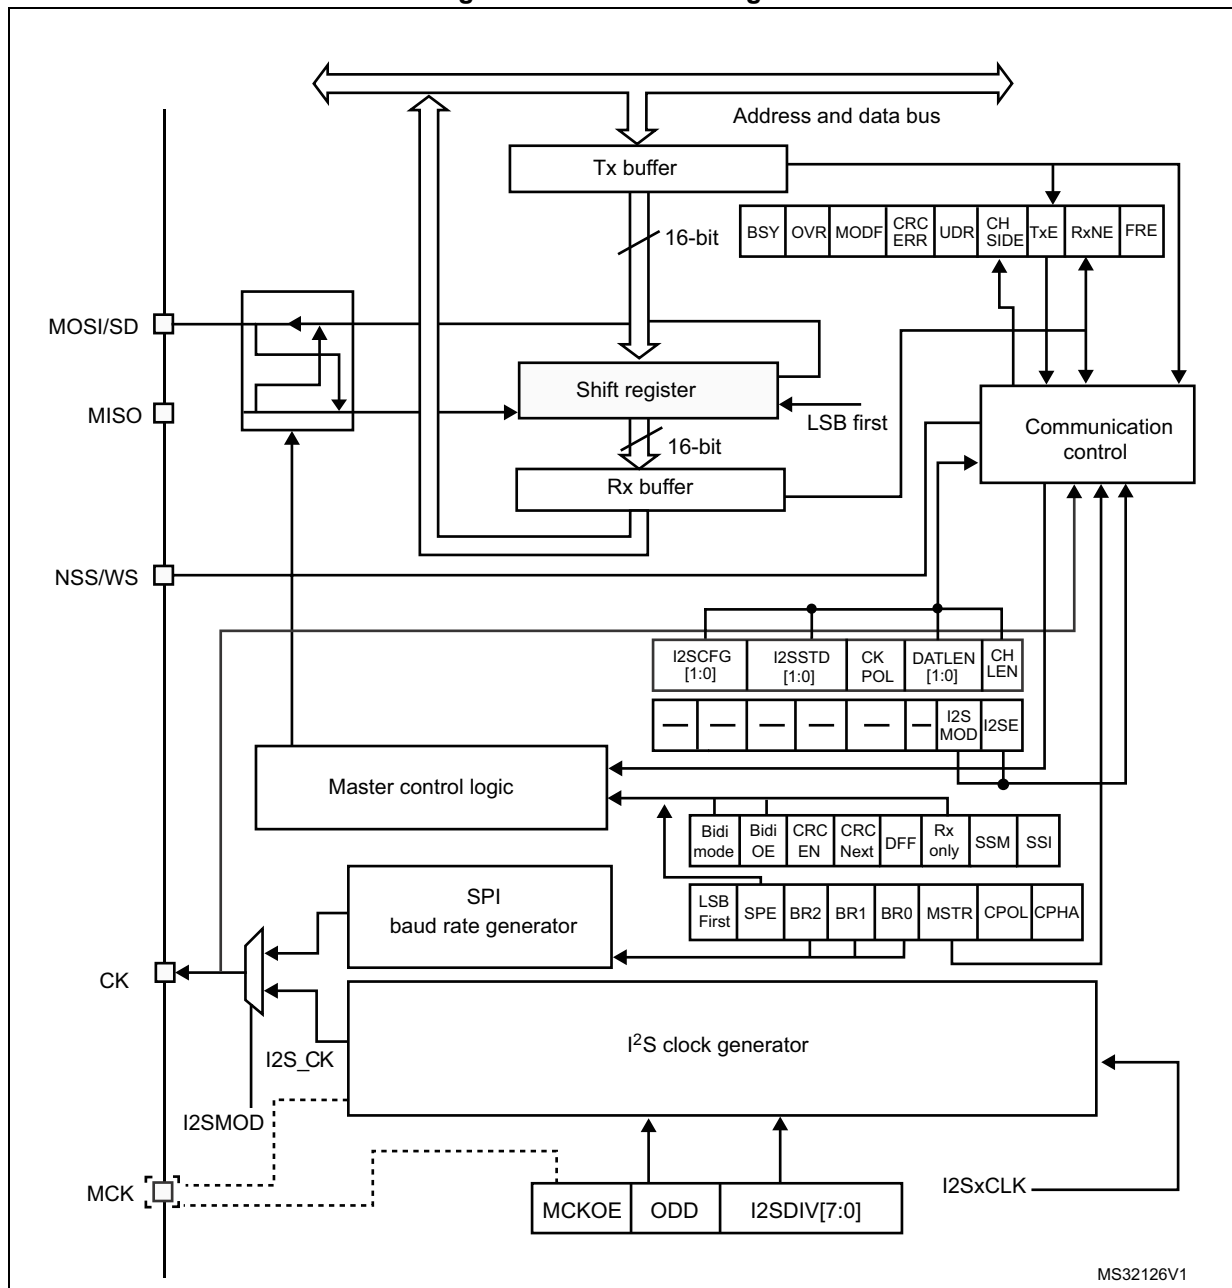 Address and data bus
Tx buffer
16-bit
BSY OVR MODF CRC ERR UDR CH SIDE TxE RxNE FRE
MOSI/SD
Shift register
MISO
LSB first
Communication control
16-bit
Rx buffer
NSS/WS
I2SCFG [1:0] I2SSTD [1:0] CK POL DATLEN [1:0] CH LEN
— — — — — — I2S MOD I2SE
Master control logic
Bidi mode Bidi OE CRC EN CRC Next DFF Rx only SSM SSI
SPI
baud rate generator
LSB First SPE BR2 BR1 BR0 MSTR CPOL CPHA
CK
I2S_CK
I²S clock generator
I2SMOD
MCK
I2SxCLK
MCKOE ODD I2SDIV[7:0]
MS32126V1